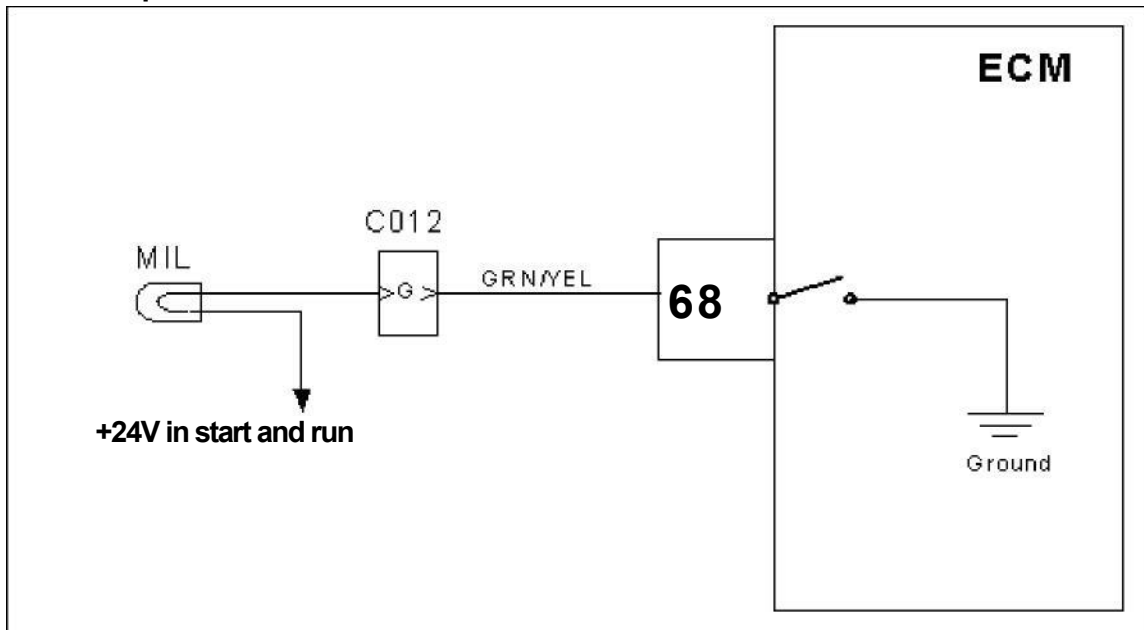 ECM
C012
MIL
>G>
GRN/YEL
68
+24V in start and run
Ground